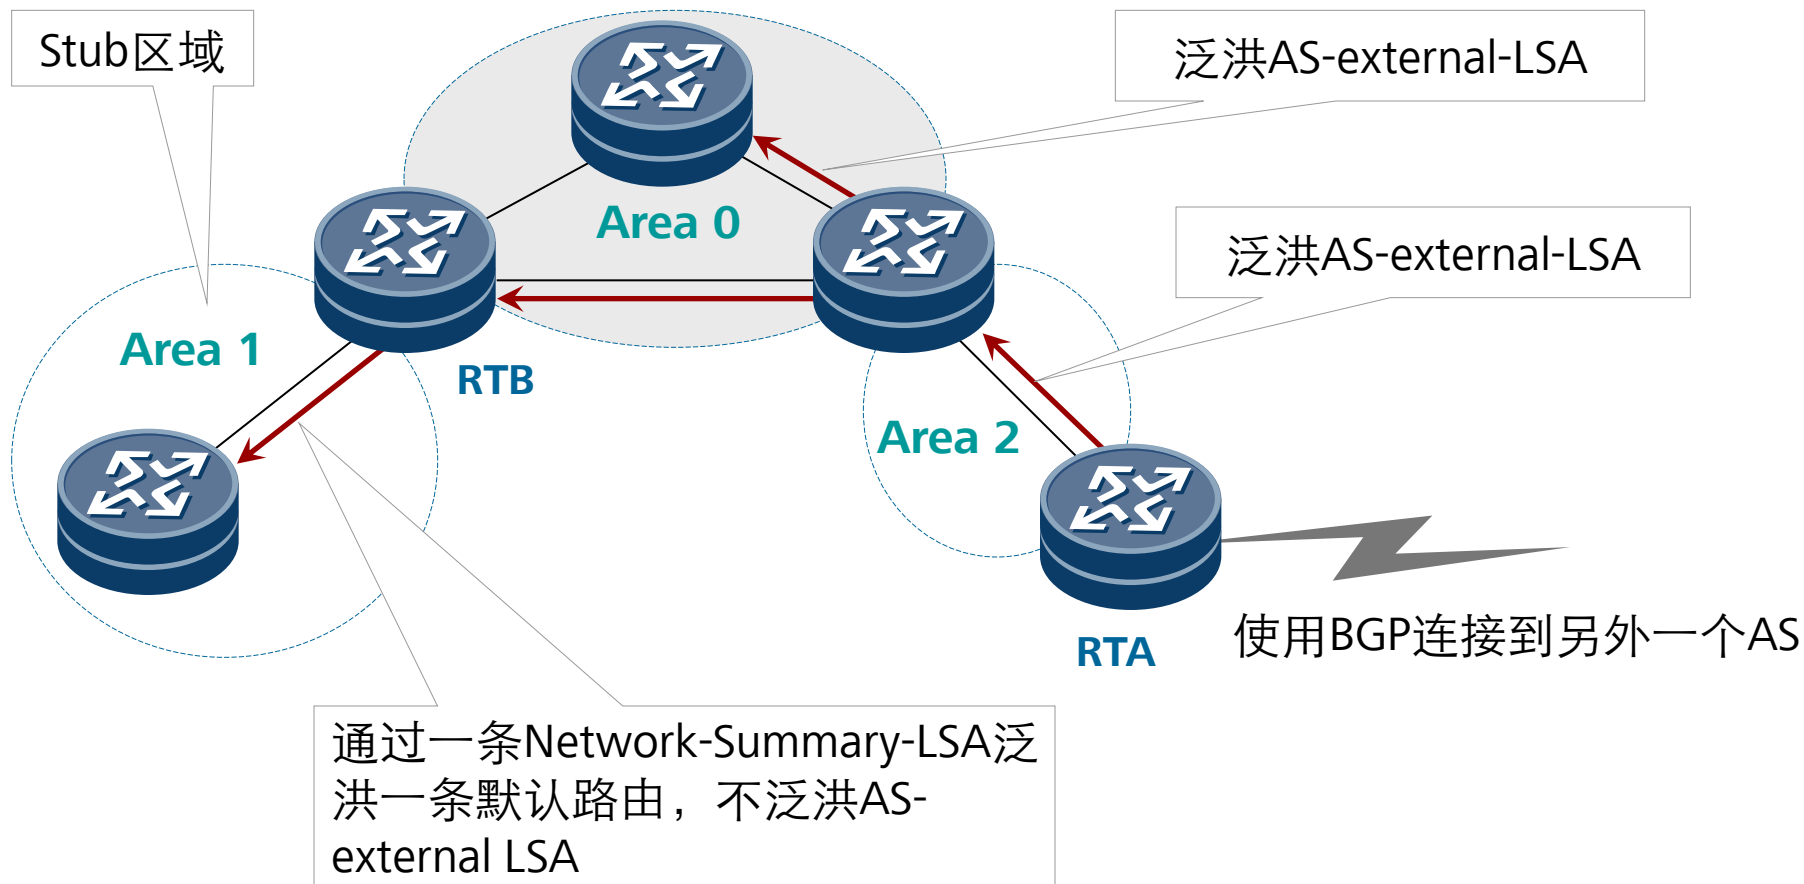 Stub区域
泛洪AS-external-LSA
Area 0
泛洪AS-external-LSA
Area 1
RTB
Area 2
RTA
使用BGP连接到另外一个AS
通过一条Network-Summary-LSA泛
洪一条默认路由，不泛洪AS-
external LSA